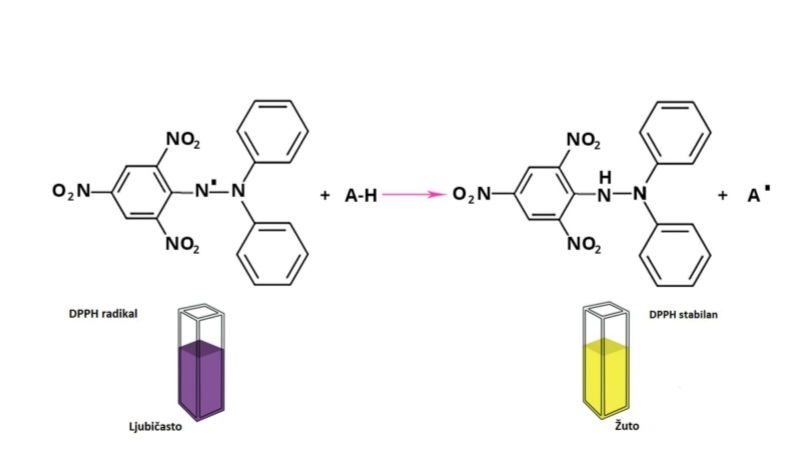 NO₂
O₂N
N•
N
NO₂
+ A-H
NO₂
O₂N
H
N
N
NO₂
+ A•
DPPH radikal
DPPH stabilan
Ljubičasto
Žuto